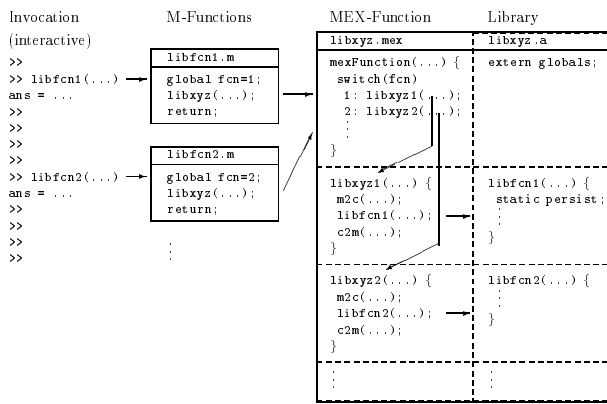 Invocation
(interactive)
>>
>> libfcn1(...)
ans = ...
>>
>>
>>
>>
>> libfcn2(...)
ans = ...
>>
>>
>>
>>
M-Functions
libfcn1.m
global fcn=1;
libxyz(...);
return;
libfcn2.m
global fcn=2;
libxyz(...);
return;
⋮
MEX-Function
libxyz.mex
mexFunction(...) {
switch(fcn)
1: libxyz1(...);
2: libxyz2(...);
⋮
}
libxyz1(...) {
m2c(...);
libfcn1(...);
c2m(...);
}
libxyz2(...) {
m2c(...);
libfcn2(...);
c2m(...);
}
⋮
Library
libxyz.a
extern globals;
libfcn1(...) {
static persist;
⋮
}
libfcn2(...) {
⋮
}
⋮